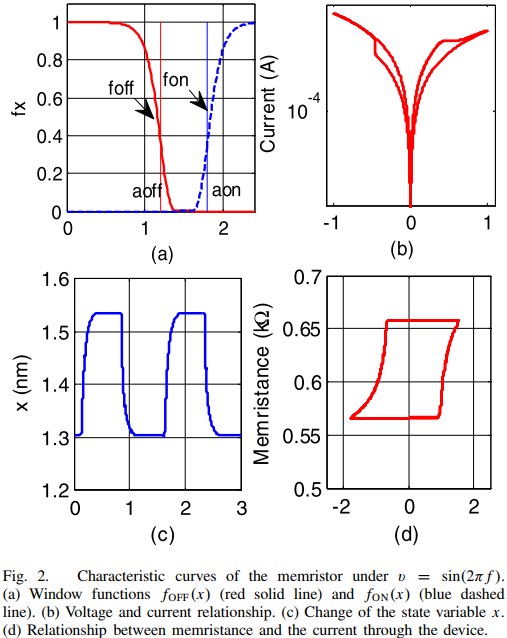 1
0.8
0.6
0.4
0.2
0
fx
foff
fon
aoff
aon
0
1
2
(a)
Current (A)
10⁻⁴
-1
0
1
(b)
1.6
1.5
1.4
1.3
1.2
x (nm)
0
1
2
3
(c)
0.7
0.65
0.6
0.55
0.5
Memristance (kΩ)
-2
0
2
(d)
Fig. 2. Characteristic curves of the memristor under υ = sin(2πf).
(a) Window functions fOFF(x) (red solid line) and fON(x) (blue dashed
line). (b) Voltage and current relationship. (c) Change of the state variable x.
(d) Relationship between memristance and the current through the device.